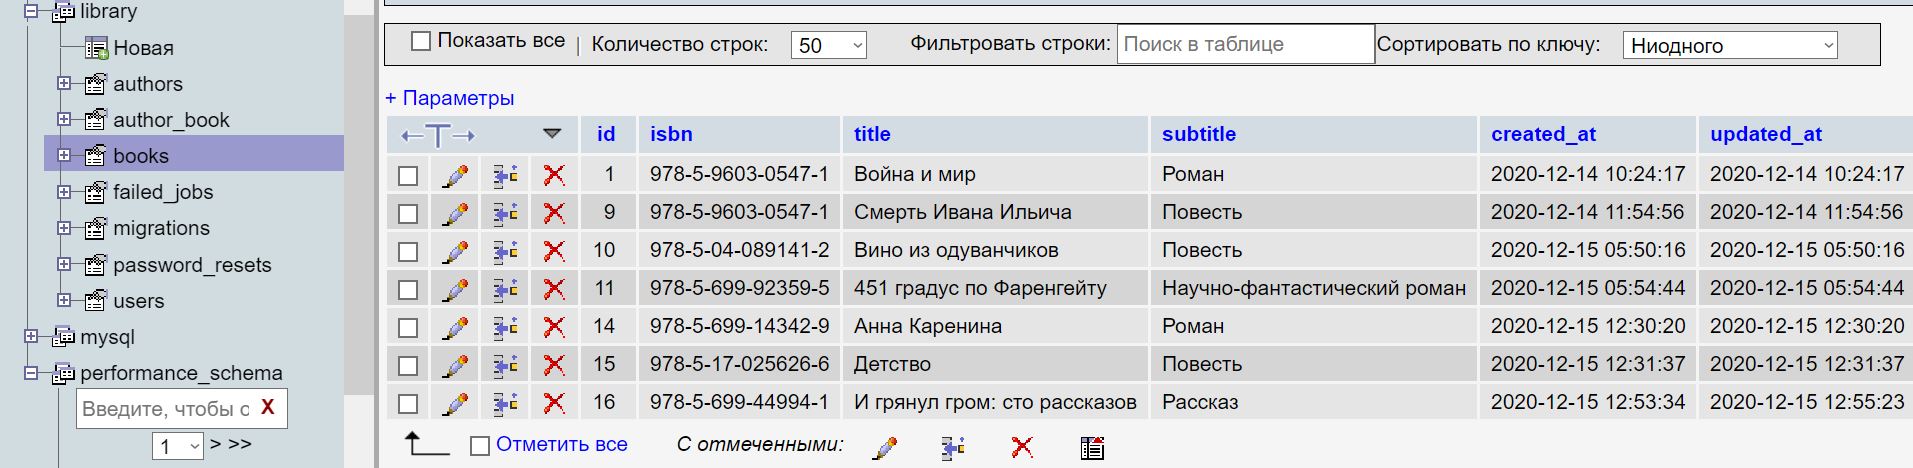 library
Новая
authors
author_book
books
failed_jobs
migrations
password_resets
users
mysql
performance_schema
Введите, чтобы с X
1 > >>
Показать все | Количество строк: 50 Фильтровать строки: Поиск в таблице Сортировать по ключу: Ниодного
+ Параметры
←T→ id isbn title subtitle created_at updated_at
1 978-5-9603-0547-1 Война и мир Роман 2020-12-14 10:24:17 2020-12-14 10:24:17
9 978-5-9603-0547-1 Смерть Ивана Ильича Повесть 2020-12-14 11:54:56 2020-12-14 11:54:56
10 978-5-04-089141-2 Вино из одуванчиков Повесть 2020-12-15 05:50:16 2020-12-15 05:50:16
11 978-5-699-92359-5 451 градус по Фаренгейту Научно-фантастический роман 2020-12-15 05:54:44 2020-12-15 05:54:44
14 978-5-699-14342-9 Анна Каренина Роман 2020-12-15 12:30:20 2020-12-15 12:30:20
15 978-5-17-025626-6 Детство Повесть 2020-12-15 12:31:37 2020-12-15 12:31:37
16 978-5-699-44994-1 И грянул гром: сто рассказов Рассказ 2020-12-15 12:53:34 2020-12-15 12:55:23
Отметить все С отмеченными: